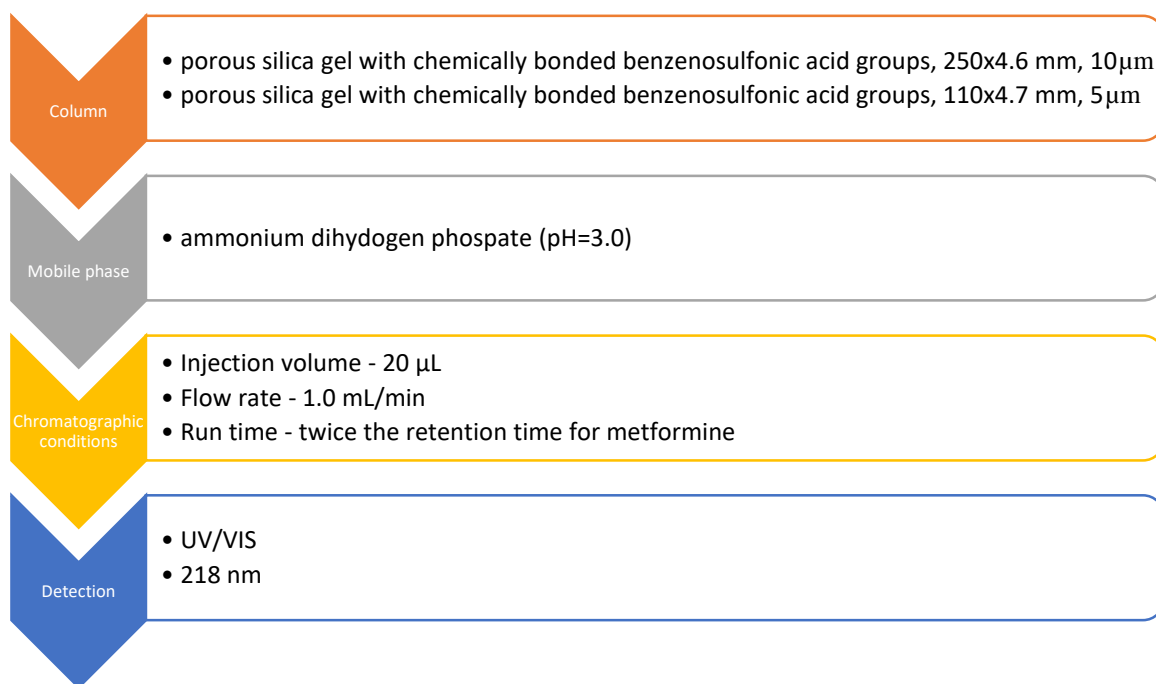 Column
• porous silica gel with chemically bonded benzenosulfonic acid groups, 250x4.6 mm, 10μm
• porous silica gel with chemically bonded benzenosulfonic acid groups, 110x4.7 mm, 5μm
Mobile phase
• ammonium dihydogen phospate (pH=3.0)
Chromatographic
conditions
• Injection volume - 20 µL
• Flow rate - 1.0 mL/min
• Run time - twice the retention time for metformine
Detection
• UV/VIS
• 218 nm